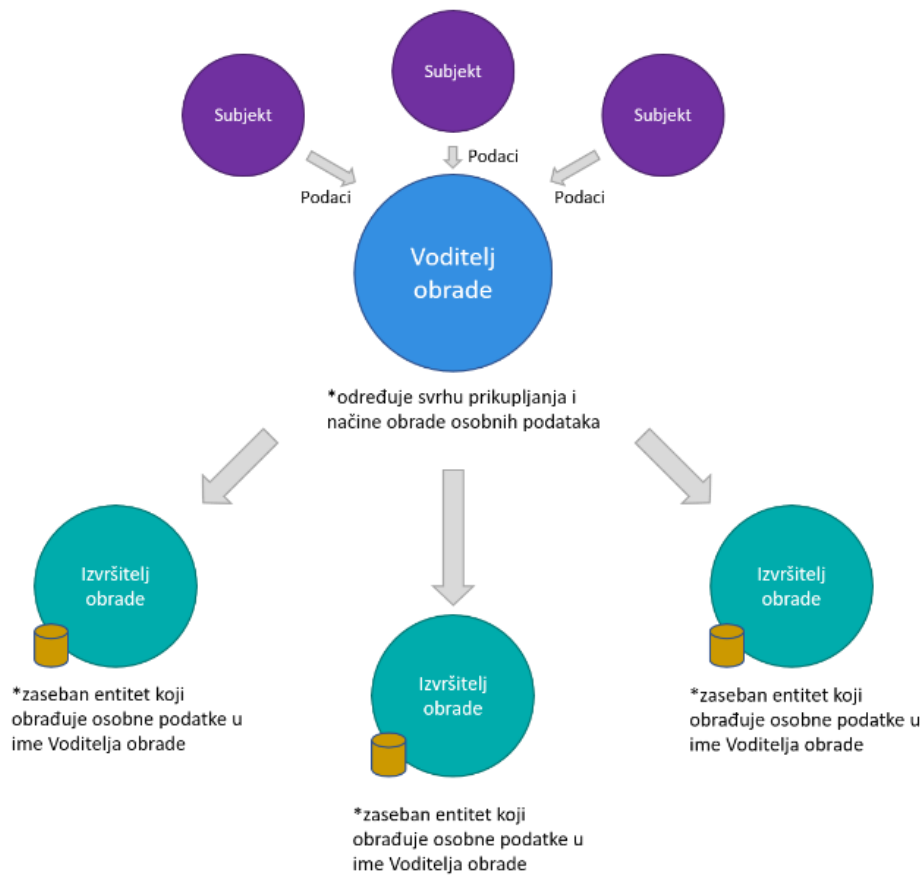 Subjekt
Subjekt
Subjekt
Podaci
Podaci
Podaci
Voditelj
obrade
*određuje svrhu prikupljanja i
načine obrade osobnih podataka
Izvršitelj
obrade
*zaseban entitet koji
obrađuje osobne podatke u
ime Voditelja obrade
Izvršitelj
obrade
*zaseban entitet koji
obrađuje osobne podatke u
ime Voditelja obrade
Izvršitelj
obrade
*zaseban entitet koji
obrađuje osobne podatke u
ime Voditelja obrade